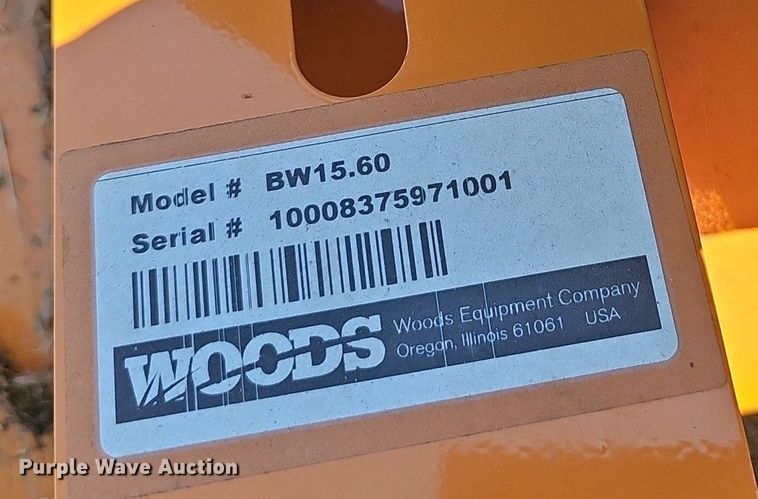 Model # BW15.60
Serial # 10008375971001
WOODS
Woods Equipment Company
Oregon, Illinois 61061 USA
Purple Wave Auction